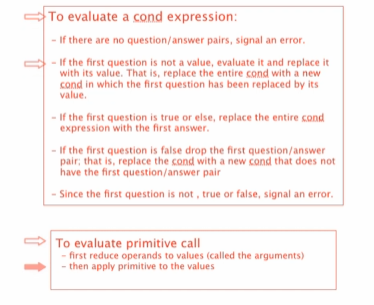 To evaluate a cond expression:
– If there are no question/answer pairs, signal an error.
– If the first question is not a value, evaluate it and replace it
with its value. That is, replace the entire cond with a new
cond in which the first question has been replaced by its
value.
– If the first question is true or else, replace the entire cond
expression with the first answer.
– If the first question is false drop the first question/answer
pair; that is, replace the cond with a new cond that does not
have the first question/answer pair
– Since the first question is not , true or false, signal an error.
To evaluate primitive call
– first reduce operands to values (called the arguments)
– then apply primitive to the values